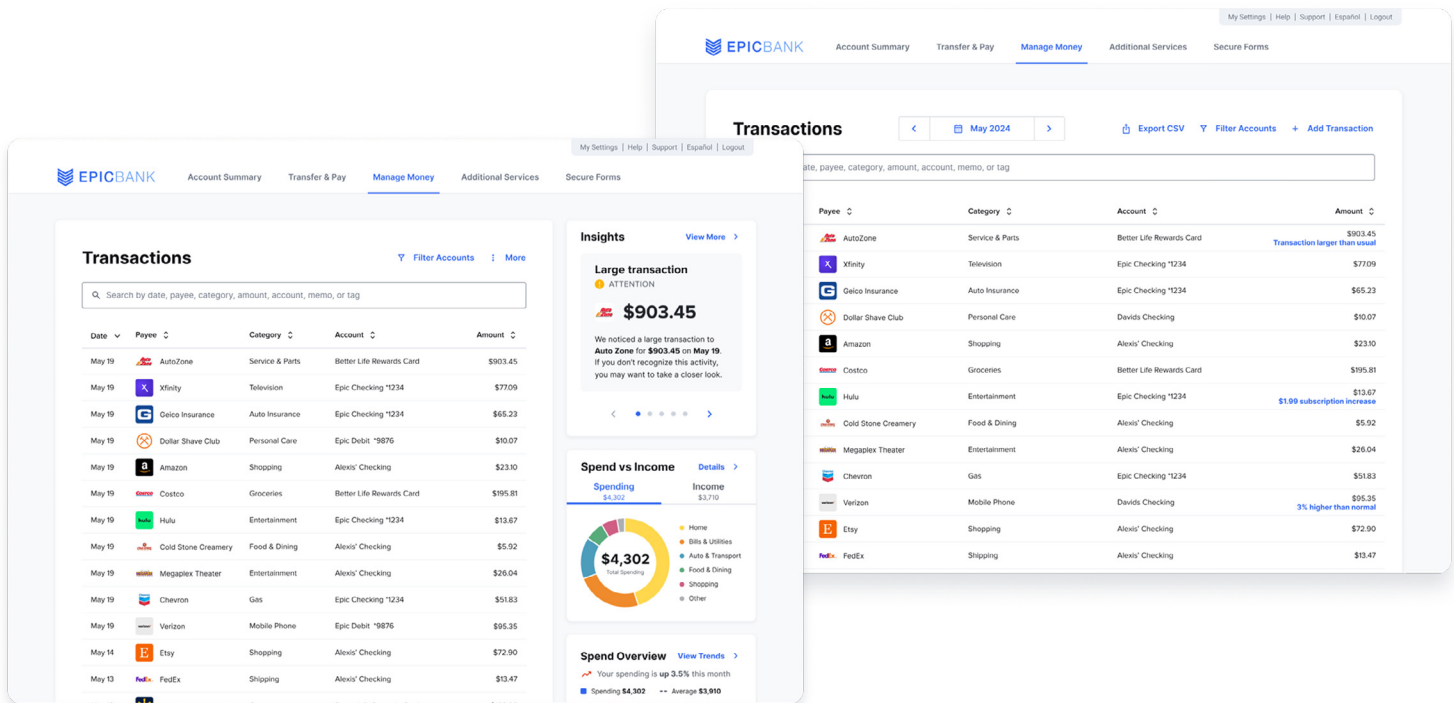 My Settings | Help | Support | Español | Logout
EPICBANK Account Summary Transfer & Pay Manage Money Additional Services Secure Forms
Transactions
Filter Accounts More
Search by date, payee, category, amount, account, memo, or tag
Date Payee Category Account Amount
May 19 AutoZone Service & Parts Better Life Rewards Card $903.45
May 19 Xfinity Television Epic Checking *1234 $77.09
May 19 Geico Insurance Auto Insurance Epic Checking *1234 $65.23
May 19 Dollar Shave Club Personal Care Epic Debit *9876 $10.07
May 19 Amazon Shopping Alexis' Checking $23.10
May 19 Costco Groceries Better Life Rewards Card $195.81
May 19 hulu Hulu Entertainment Epic Checking *1234 $13.67
May 19 Cold Stone Creamery Food & Dining Alexis' Checking $5.92
May 19 Megaplex Theater Entertainment Alexis' Checking $26.04
May 19 Chevron Gas Epic Checking *1234 $51.83
May 19 Verizon Mobile Phone Epic Debit *9876 $95.35
May 14 E Etsy Shopping Alexis' Checking $72.90
May 13 FedEx FedEx Shipping Alexis' Checking $13.47
Insights View More
Large transaction
ATTENTION
$903.45
We noticed a large transaction to
Auto Zone for $903.45 on May 19.
If you don't recognize this activity,
you may want to take a closer look.
Spend vs Income Details
Spending Income
$4,302 $3,710
$4,302
Total Spending
Home
Bills & Utilities
Auto & Transport
Food & Dining
Shopping
Other
Spend Overview View Trends
Your spending is up 3.5% this month
Spending $4,302 -- Average $3,910
My Settings | Help | Support | Español | Logout
EPICBANK Account Summary Transfer & Pay Manage Money Additional Services Secure Forms
Transactions
May 2024
Export CSV Filter Accounts + Add Transaction
payee, category, amount, account, memo, or tag
Payee Category Account Amount
AutoZone Service & Parts Better Life Rewards Card $903.45
Transaction larger than usual
Xfinity Television Epic Checking *1234 $77.09
Geico Insurance Auto Insurance Epic Checking *1234 $65.23
Dollar Shave Club Personal Care Davids Checking $10.07
Amazon Shopping Alexis' Checking $23.10
Costco Groceries Better Life Rewards Card $195.81
hulu Hulu Entertainment Epic Checking *1234 $13.67
$1.99 subscription increase
Cold Stone Creamery Food & Dining Alexis' Checking $5.92
Megaplex Theater Entertainment Alexis' Checking $26.04
Chevron Gas Epic Checking *1234 $51.83
Verizon Mobile Phone Davids Checking $95.35
3% higher than normal
E Etsy Shopping Alexis' Checking $72.90
FedEx FedEx Shipping Alexis' Checking $13.47